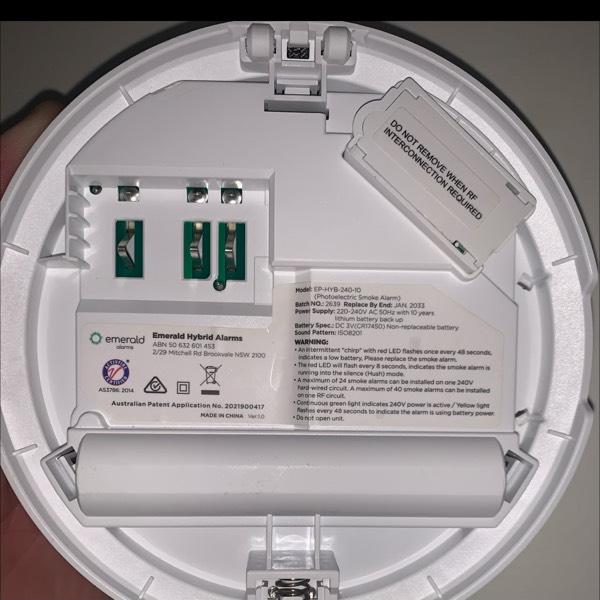 DO NOT REMOVE WHEN RF
INTERCONNECTION REQUIRED
Model: EP-HYB-240-10
(Photoelectric Smoke Alarm)
Batch NO.: 2639 Replace By End: JAN. 2033
Power Supply: 220-240V AC 50Hz with 10 years
lithium battery back up
Battery Spec.: DC 3V(CR17450) Non-replaceable battery
Sound Pattern: ISO8201
WARNING:
• An intermittent "chirp" with red LED flashes once every 48 seconds,
indicates a low battery, Please replace the smoke alarm.
• The red LED will flash every 8 seconds, indicates the alarm is
running into the silence (Hush) mode.
• A maximum of 24 smoke alarms can be installed on one 240V
hard-wired circuit. A maximum of 40 smoke alarms can be installed
on one RF circuit.
• Continuous green light indicates 240V power is active / Yellow light
flashes every 48 seconds to indicate the alarm is using battery power.
• Do not open unit.
emerald
alarms
Emerald Hybrid Alarms
ABN 50 632 601 453
2/29 Mitchell Rd Brookvale NSW 2100
ACTIVFIRE
CERTIFIED
AS3786: 2014
Australian Patent Application No. 2021900417
MADE IN CHINA Ver:1.0